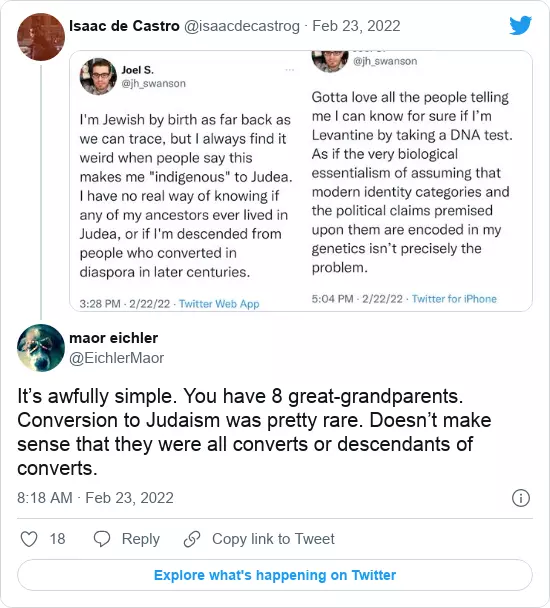 Isaac de Castro @isaacdecastrog · Feb 23, 2022
Joel S.
@jh_swanson
I'm Jewish by birth as far back as
we can trace, but I always find it
weird when people say this
makes me "indigenous" to Judea.
I have no real way of knowing if
any of my ancestors ever lived in
Judea, or if I'm descended from
people who converted in
diaspora in later centuries.
3:28 PM · 2/22/22 · Twitter Web App
@jh_swanson
Gotta love all the people telling
me I can know for sure if I'm
Levantine by taking a DNA test.
As if the very biological
essentialism of assuming that
modern identity categories and
the political claims premised
upon them are encoded in my
genetics isn't precisely the
problem.
5:04 PM · 2/22/22 · Twitter for iPhone
maor eichler
@EichlerMaor
It’s awfully simple. You have 8 great-grandparents.
Conversion to Judaism was pretty rare. Doesn’t make
sense that they were all converts or descendants of
converts.
8:18 AM · Feb 23, 2022
18 Reply Copy link to Tweet
Explore what's happening on Twitter